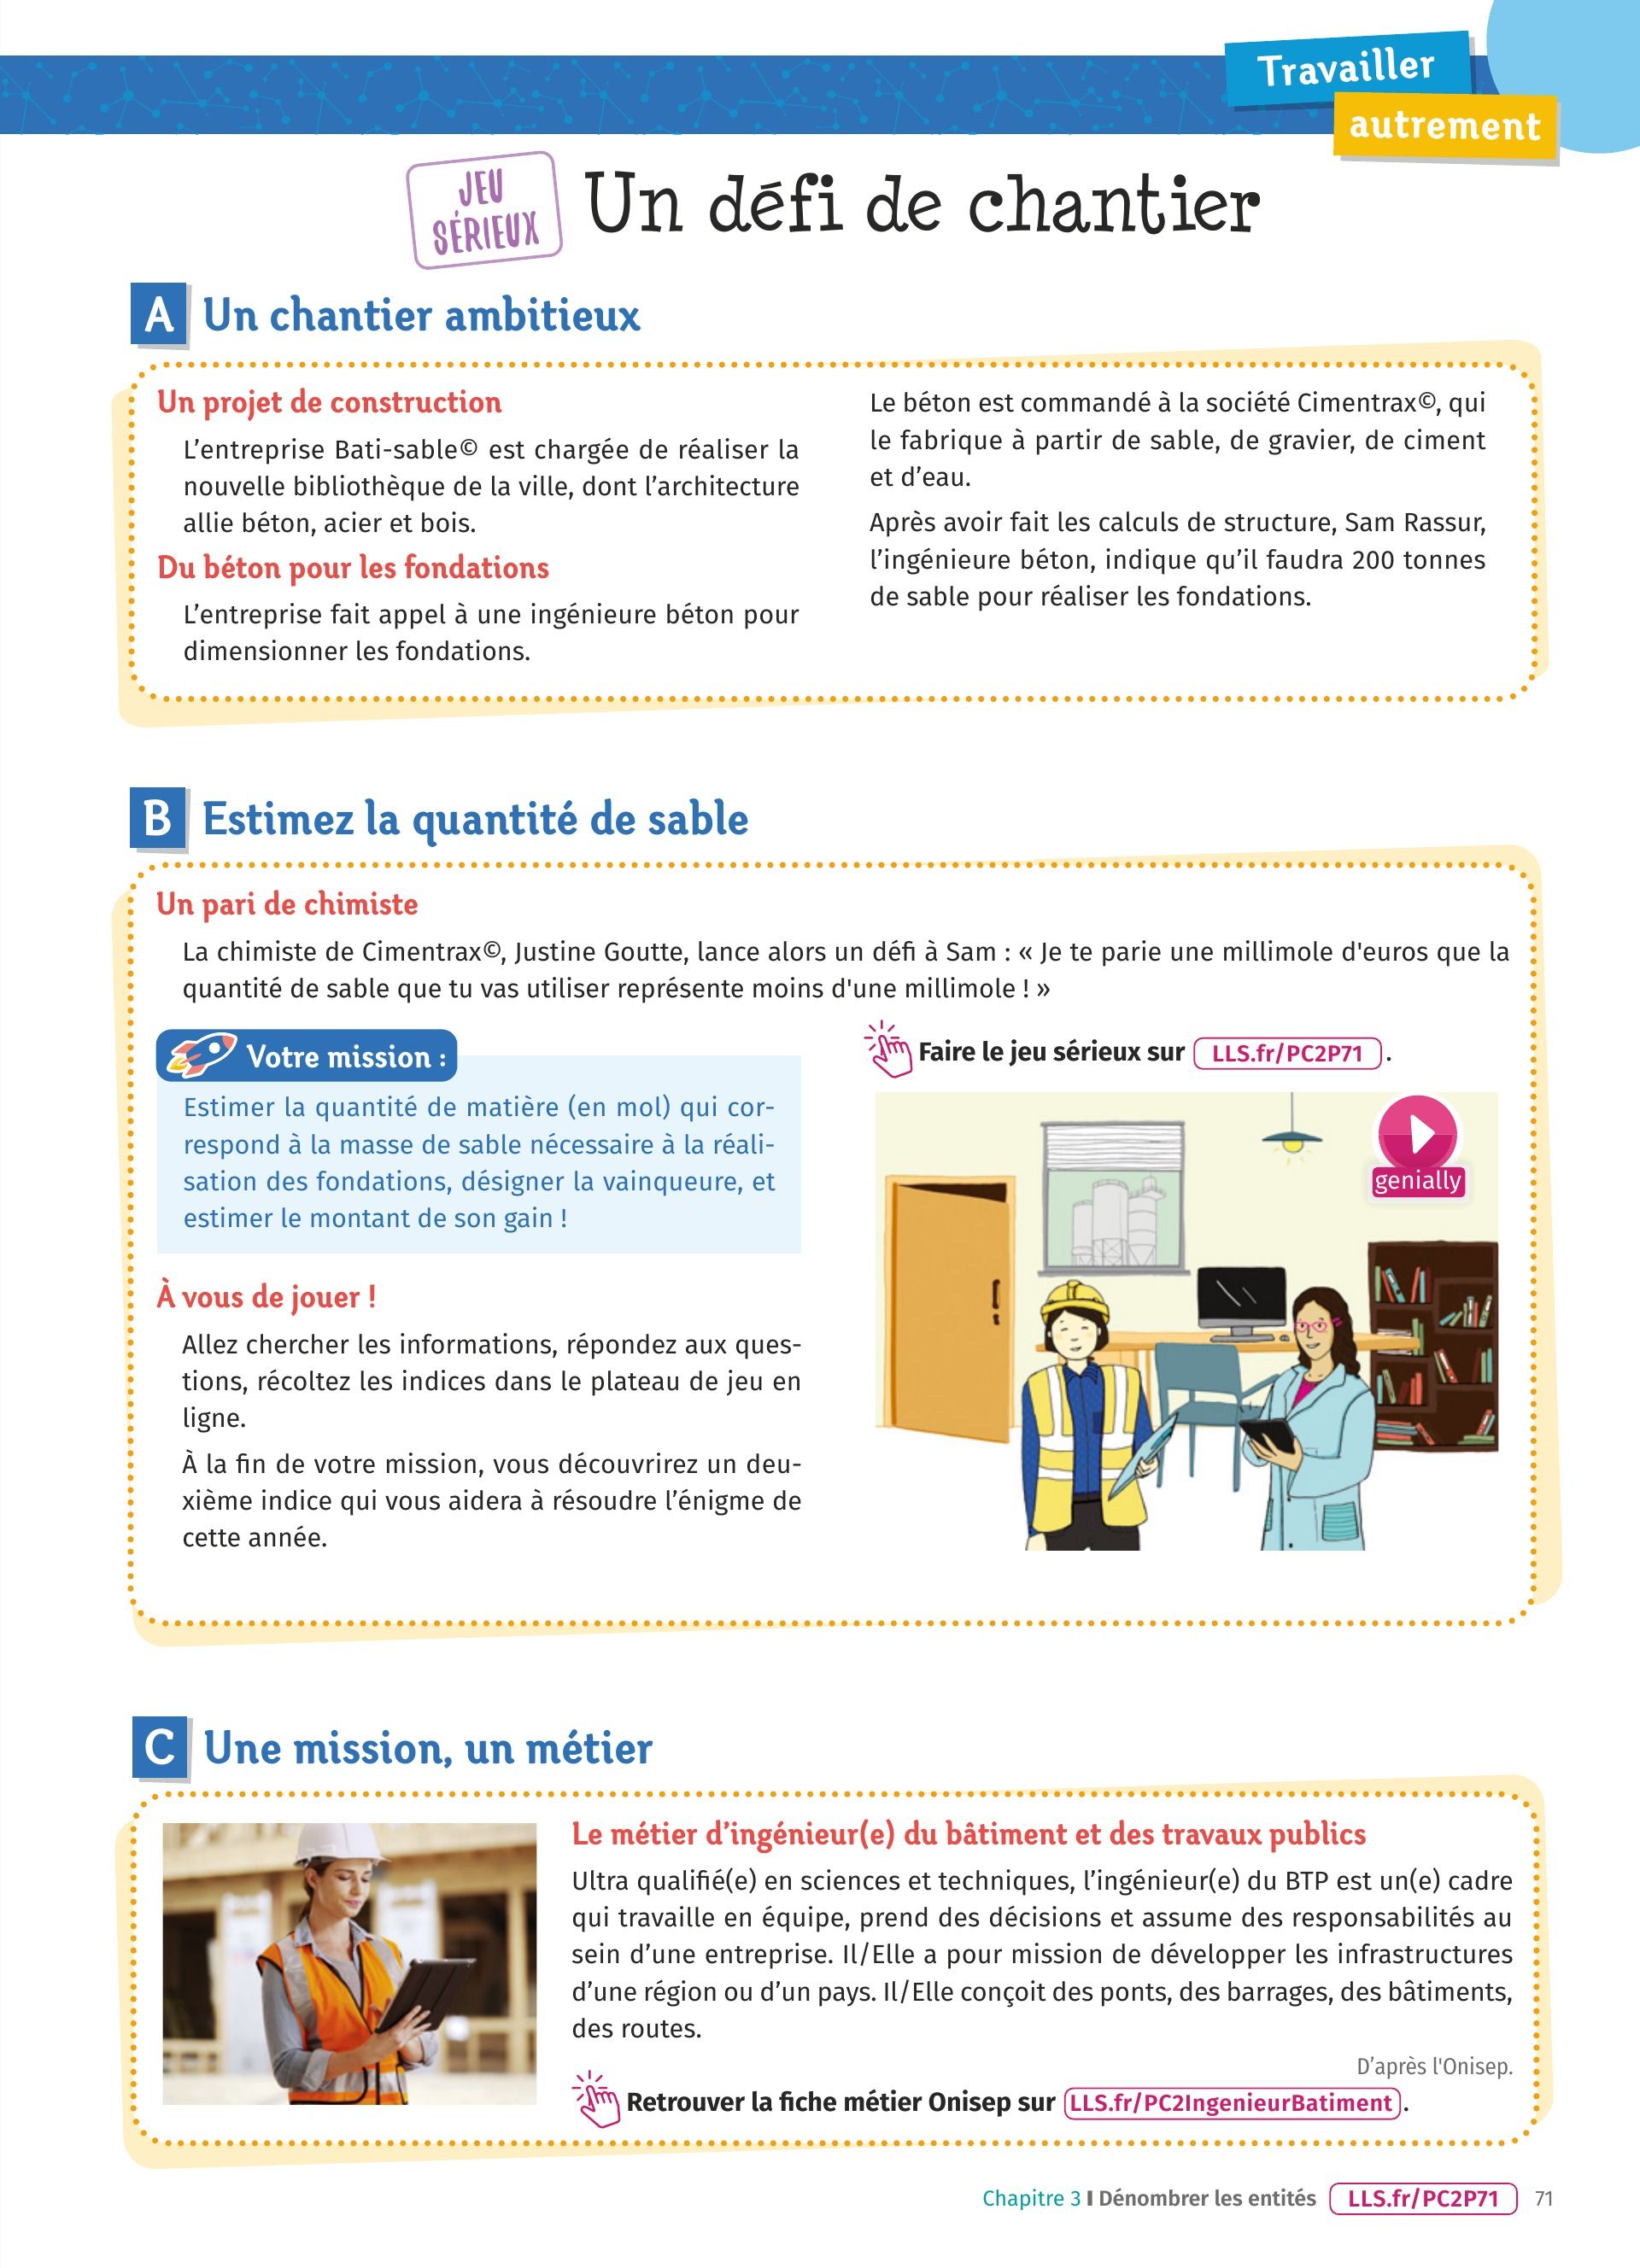 Travailler
autrement
JEU
SÉRIEUX
Un défi de chantier
A Un chantier ambitieux
Un projet de construction
L’entreprise Bati-sable© est chargée de réaliser la
nouvelle bibliothèque de la ville, dont l’architecture
allie béton, acier et bois.
Du béton pour les fondations
L’entreprise fait appel à une ingénieure béton pour
dimensionner les fondations.
Le béton est commandé à la société Cimentrax©, qui
le fabrique à partir de sable, de gravier, de ciment
et d’eau.
Après avoir fait les calculs de structure, Sam Rassur,
l’ingénieure béton, indique qu’il faudra 200 tonnes
de sable pour réaliser les fondations.
B Estimez la quantité de sable
Un pari de chimiste
La chimiste de Cimentrax©, Justine Goutte, lance alors un défi à Sam : « Je te parie une millimole d'euros que la
quantité de sable que tu vas utiliser représente moins d'une millimole ! »
Votre mission :
Estimer la quantité de matière (en mol) qui cor-
respond à la masse de sable nécessaire à la réali-
sation des fondations, désigner la vainqueure, et
estimer le montant de son gain !
À vous de jouer !
Allez chercher les informations, répondez aux ques-
tions, récoltez les indices dans le plateau de jeu en
ligne.
À la fin de votre mission, vous découvrirez un deu-
xième indice qui vous aidera à résoudre l’énigme de
cette année.
Faire le jeu sérieux sur LLS.fr/PC2P71 .
genially
C Une mission, un métier
Le métier d’ingénieur(e) du bâtiment et des travaux publics
Ultra qualifié(e) en sciences et techniques, l’ingénieur(e) du BTP est un(e) cadre
qui travaille en équipe, prend des décisions et assume des responsabilités au
sein d’une entreprise. Il/Elle a pour mission de développer les infrastructures
d’une région ou d’un pays. Il/Elle conçoit des ponts, des barrages, des bâtiments,
des routes.
D’après l'Onisep.
Retrouver la fiche métier Onisep sur LLS.fr/PC2IngenieurBatiment .
Chapitre 3 I Dénombrer les entités LLS.fr/PC2P71 71